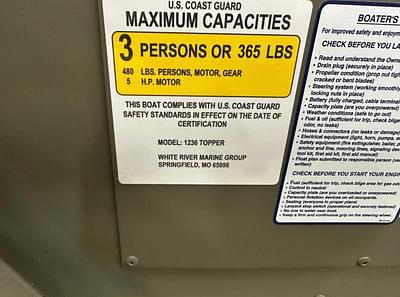 U.S. COAST GUARD
MAXIMUM CAPACITIES
3 PERSONS OR 365 LBS
480 LBS. PERSONS, MOTOR, GEAR
5 H.P. MOTOR
THIS BOAT COMPLIES WITH U.S. COAST GUARD
SAFETY STANDARDS IN EFFECT ON THE DATE OF
CERTIFICATION
MODEL: 1236 TOPPER
WHITE RIVER MARINE GROUP
SPRINGFIELD, MO 65898
BOATER'S
For improved safety and enjoym
CHECK BEFORE YOU LA
• Read and understand the Owne
• Drain plug (securely in place)
• Propeller condition (prop nut tight
cracked or bent blades)
• Steering system (working smoothly
locking nuts in place)
• Battery (fully charged, cable terminal
• Capacity plate (are you overpowered
• Weather conditions (safe to go out)
• Fuel & oil (sufficient for trip, check bilge
odor, no leaks)
• Hoses & connectors (no leaks or damage)
• Electrical equipment (light, horn, pumps, e
• Safety equipment (fire extinguisher, bailer, p
anchor and line, mooring lines, signaling dev
tool kit, first aid kit, first aid manual)
• Float plan submitted to responsible person (ve
written)
CHECK BEFORE YOU START YOUR ENGIN
• Fuel (sufficient for trip, check bilge area for gas od
• Control in neutral
• Capacity plate (are you overloaded or overpowered)
• Personal flotation devices on all occupants.
• Seating (everyone in proper place)
• Lanyard stop switch (operational and securely fastened)
• No one in water near boat.
• Keep a firm and continuous grip on the steering wheel